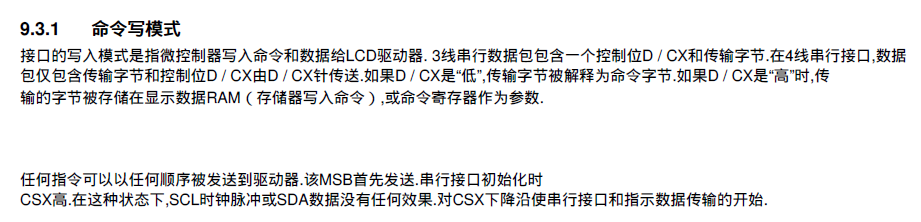 9.3.1 命令写模式
接口的写入模式是指微控制器写入命令和数据给LCD驱动器. 3线串行数据包包含一个控制位D / CX和传输字节.在4线串行接口,数据
包仅包含传输字节和控制位D / CX由D / CX针传送.如果D / CX是“低”,传输字节被解释为命令字节.如果D / CX是“高”时,传
输的字节被存储在显示数据RAM（存储器写入命令）,或命令寄存器作为参数.
任何指令可以以任何顺序被发送到驱动器.该MSB首先发送.串行接口初始化时
CSX高.在这种状态下,SCL时钟脉冲或SDA数据没有任何效果.对CSX下降沿使串行接口和指示数据传输的开始.